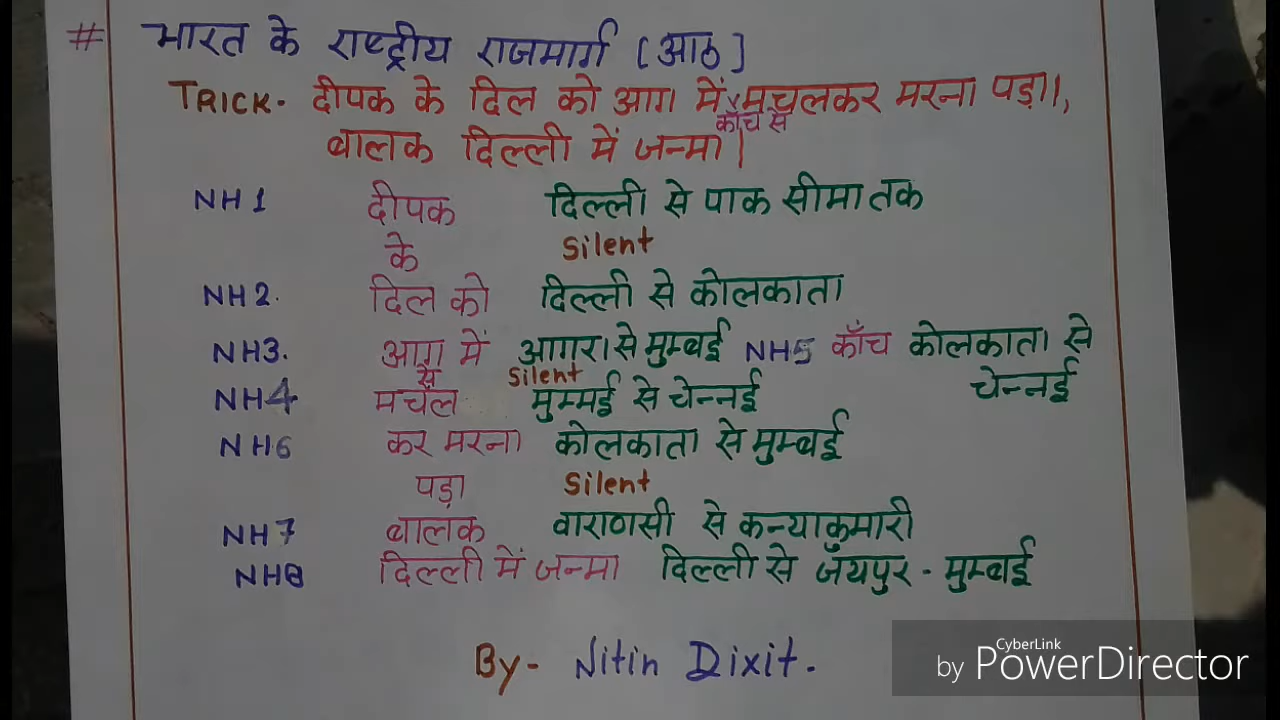 # भारत के राष्ट्रीय राजमार्ग [आठ]
TRICK- दीपक के दिल को आग में मचलकर मरना पड़ा।,
काँच से
बालक दिल्ली में जन्मा।
NH1 दीपक दिल्ली से पाक सीमा तक
के Silent
NH2. दिल को दिल्ली से कोलकाता
NH3. आग में आगरा से मुम्बई NH5 काँच कोलकाता से
से Silent
NH4 मचल मुम्मई से चेन्नई चेन्नई
NH6 कर मरना कोलकाता से मुम्बई
पड़ा Silent
NH7 बालक वाराणसी से कन्याकुमारी
NH8 दिल्ली में जन्मा दिल्ली से जयपुर - मुम्बई
By- Nitin Dixit.
CyberLink
by PowerDirector